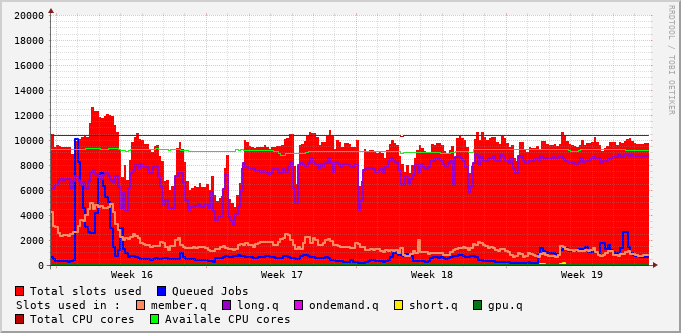 RRDTOOL / TOBI OETIKER
20000
18000
16000
14000
12000
10000
8000
6000
4000
2000
0
Week 16 Week 17 Week 18 Week 19
Total slots used Queued Jobs
Slots used in : member.q long.q ondemand.q short.q gpu.q
Total CPU cores Availale CPU cores